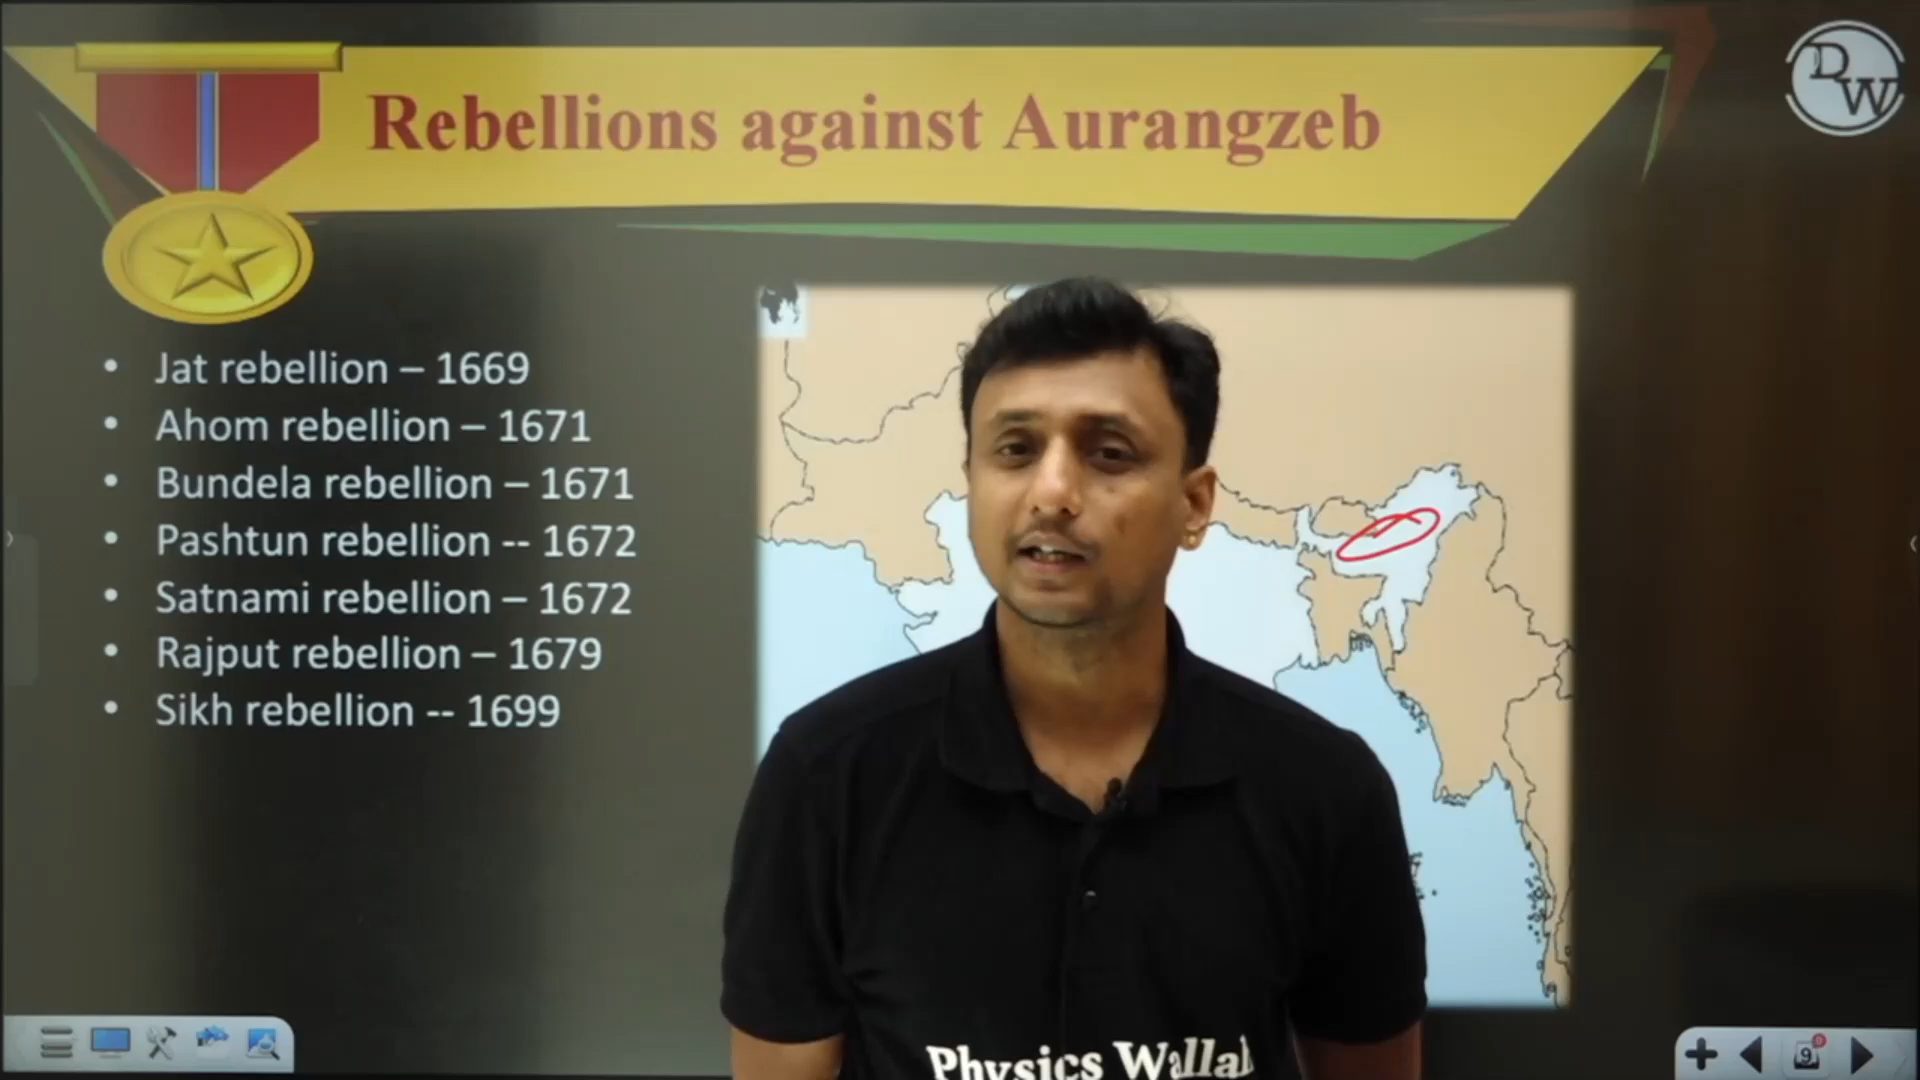 Rebellions against Aurangzeb
PW
• Jat rebellion – 1669
• Ahom rebellion – 1671
• Bundela rebellion – 1671
• Pashtun rebellion -- 1672
• Satnami rebellion – 1672
• Rajput rebellion – 1679
• Sikh rebellion -- 1699
Physics Wallah
9